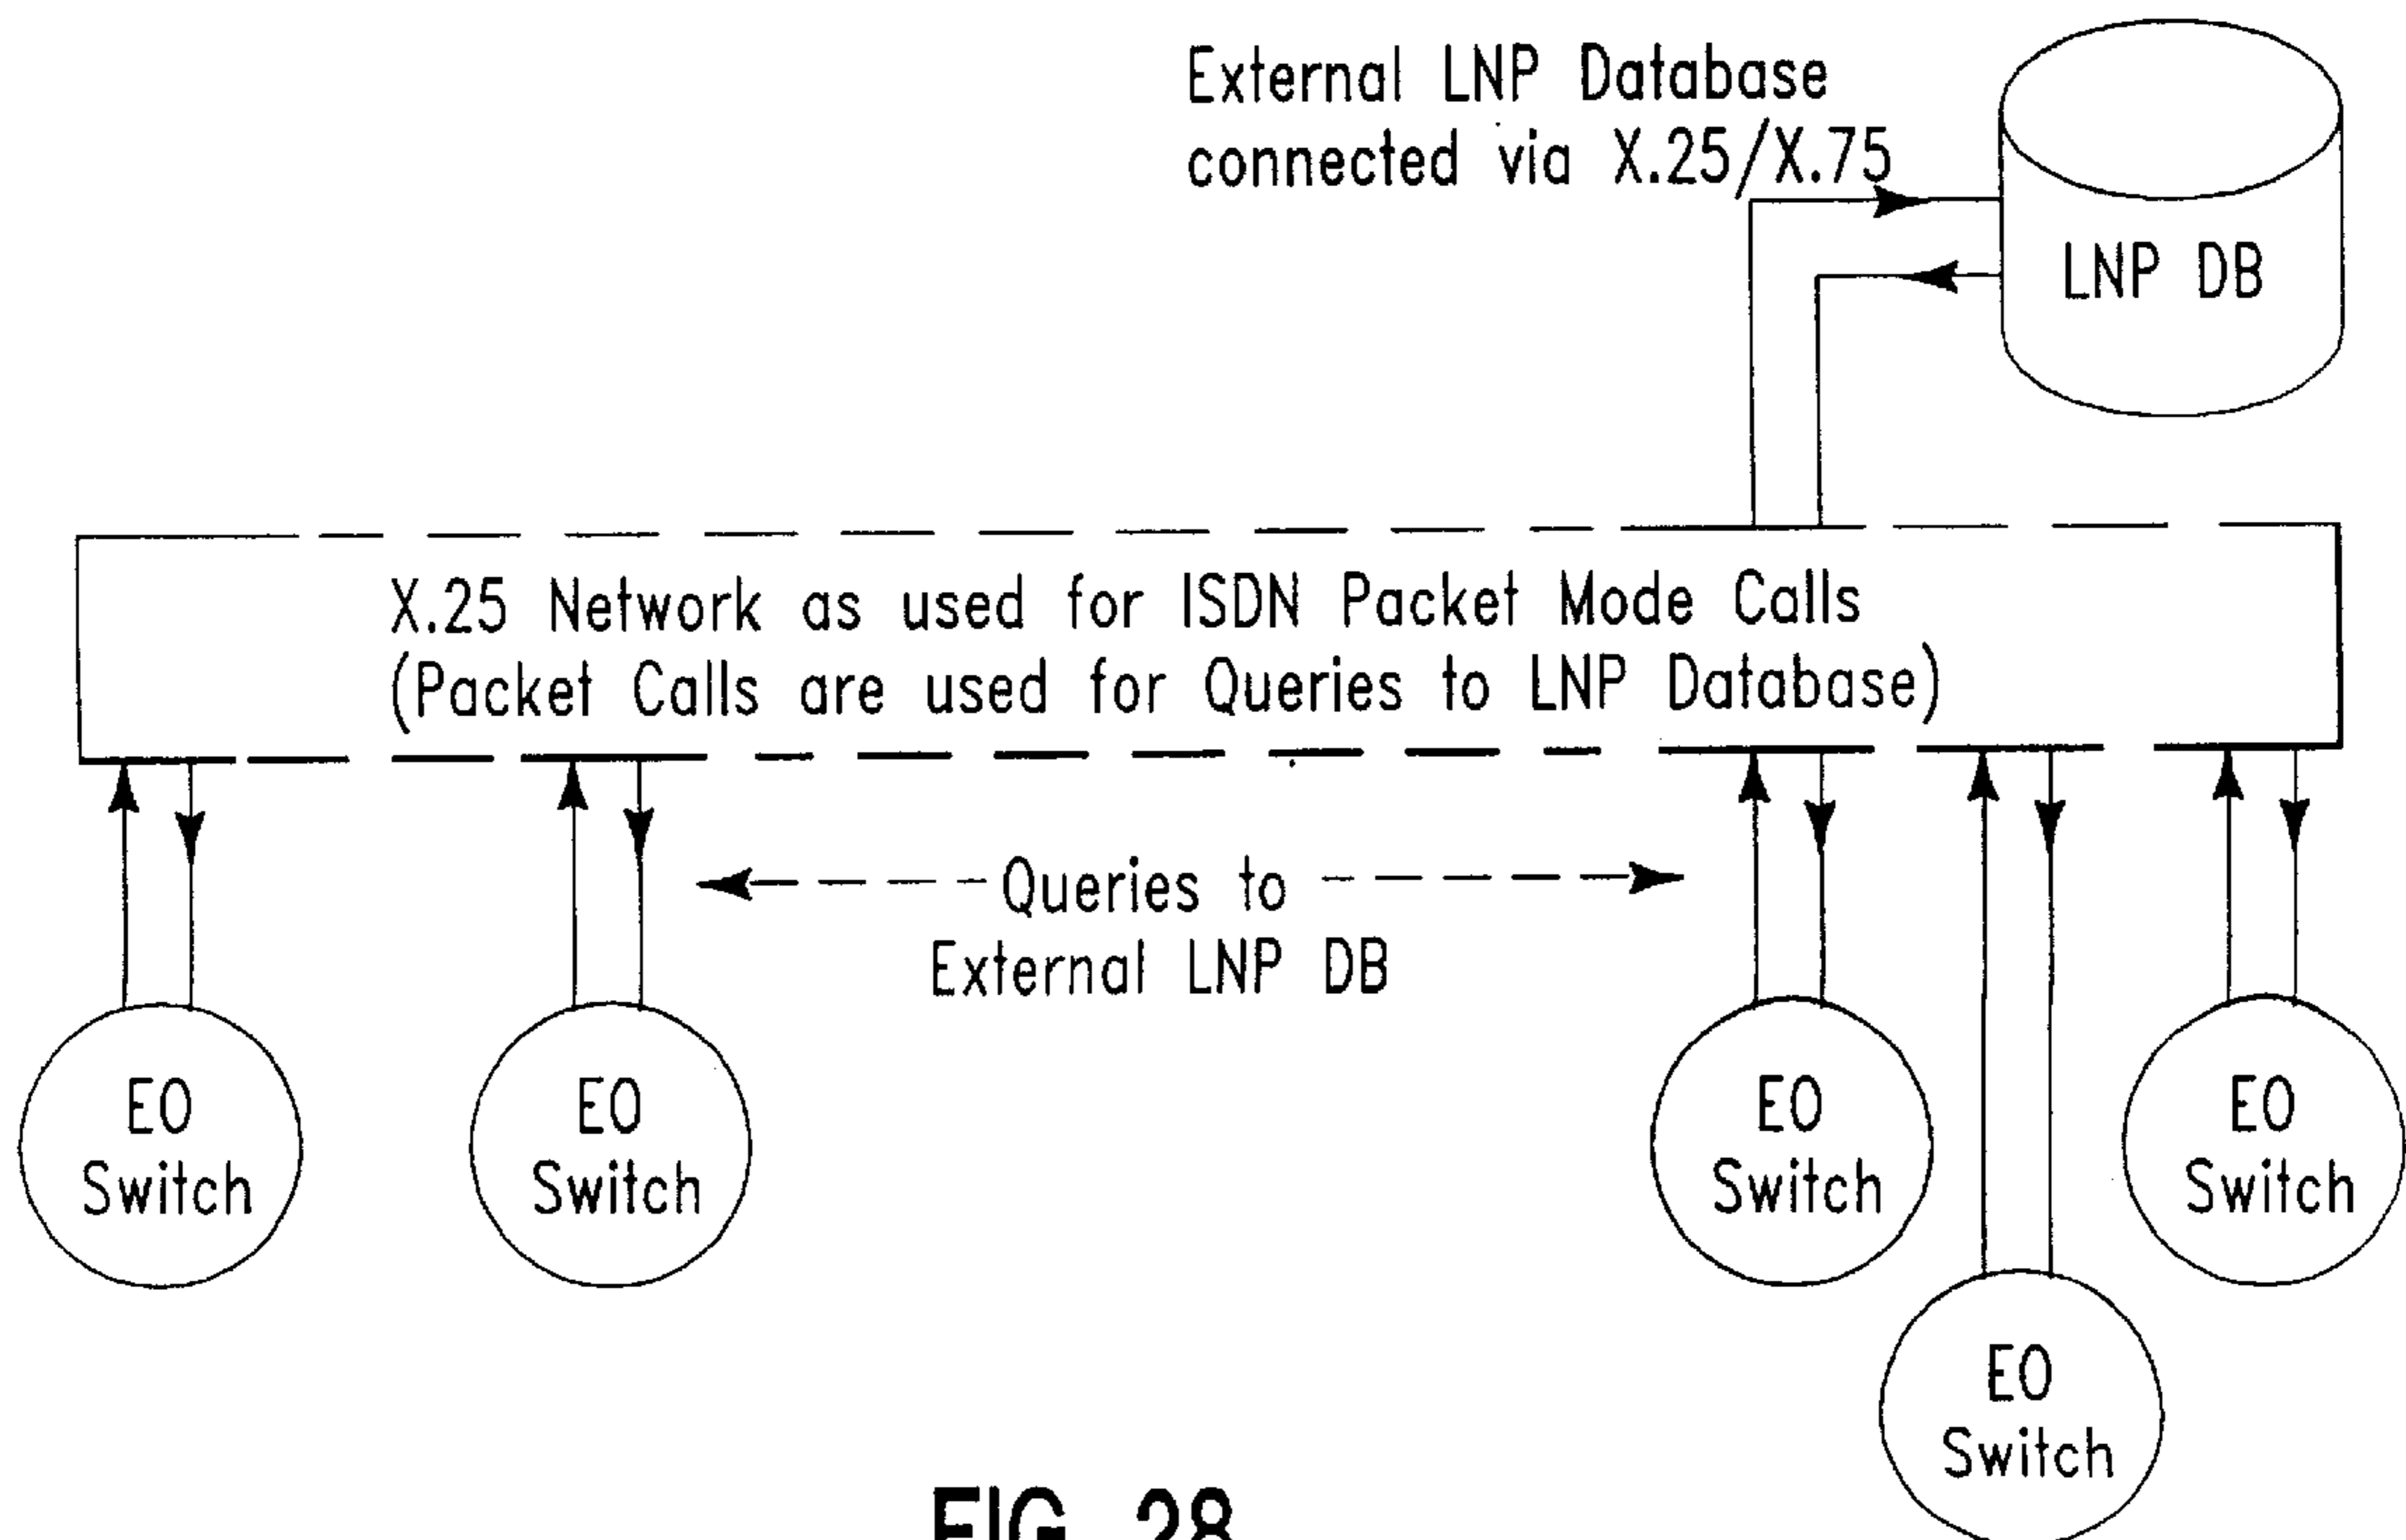 External LNP Database
connected via X.25/X.75
LNP DB
X.25 Network as used for ISDN Packet Mode Calls
(Packet Calls are used for Queries to LNP Database)
Queries to
External LNP DB
EO
Switch
EO
Switch
EO
Switch
EO
Switch
EO
Switch
FIG. 28